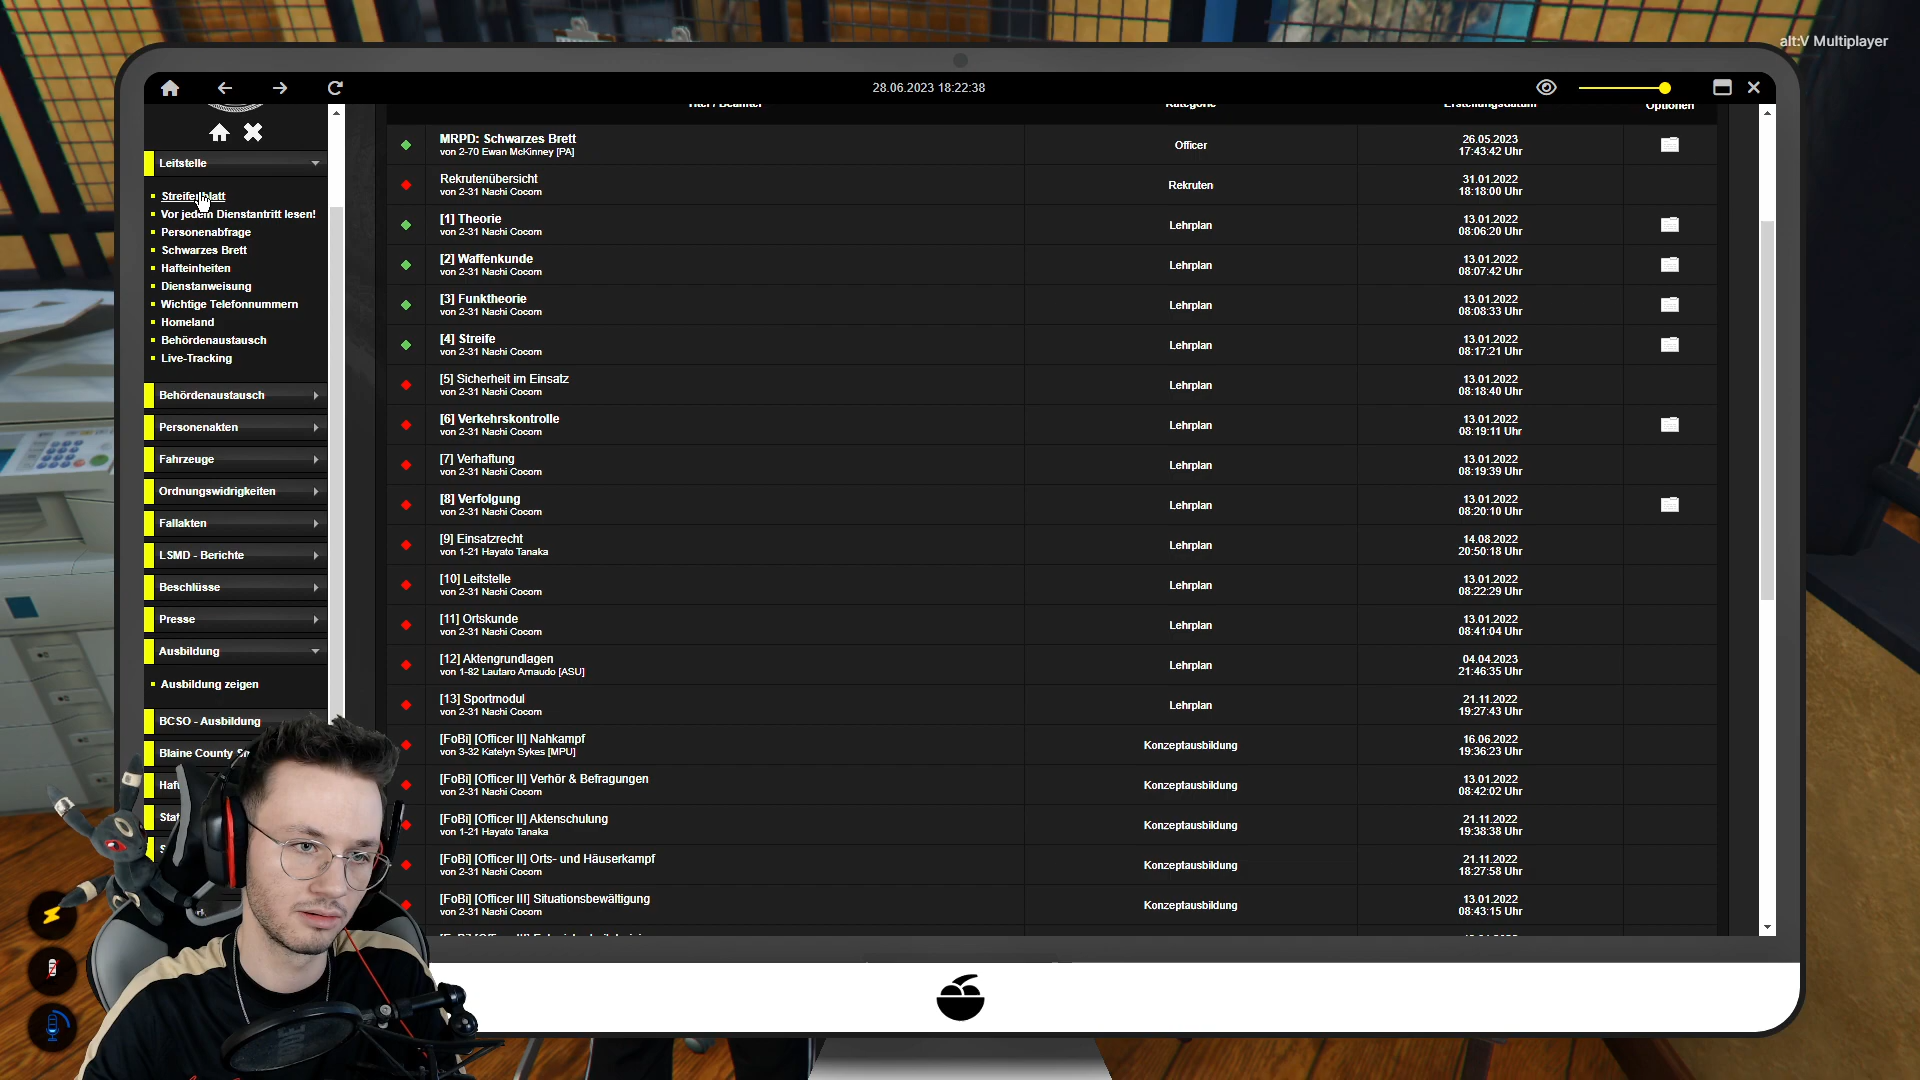 alt:V Multiplayer
28.06.2023 18:22:38
Leitstelle
Streifenblatt
Vor jedem Dienstantritt lesen!
Personenabfrage
Schwarzes Brett
Hafteinheiten
Dienstanweisung
Wichtige Telefonnummern
Homeland
Behördenaustausch
Live-Tracking
Behördenaustausch
Personenakten
Fahrzeuge
Ordnungswidrigkeiten
Fallakten
LSMD - Berichte
Beschlüsse
Presse
Ausbildung
Ausbildung zeigen
BCSO - Ausbildung
Blaine County
Titel / Beamter Kategorie Erstellungsdatum Optionen
MRPD: Schwarzes Brett
von 2-70 Ewan McKinney [PA]
Officer
26.05.2023
17:43:42 Uhr
Rekrutenübersicht
von 2-31 Nachi Cocom
Rekruten
31.01.2022
18:18:00 Uhr
[1] Theorie
von 2-31 Nachi Cocom
Lehrplan
13.01.2022
08:06:20 Uhr
[2] Waffenkunde
von 2-31 Nachi Cocom
Lehrplan
13.01.2022
08:07:42 Uhr
[3] Funktheorie
von 2-31 Nachi Cocom
Lehrplan
13.01.2022
08:08:33 Uhr
[4] Streife
von 2-31 Nachi Cocom
Lehrplan
13.01.2022
08:17:21 Uhr
[5] Sicherheit im Einsatz
von 2-31 Nachi Cocom
Lehrplan
13.01.2022
08:18:40 Uhr
[6] Verkehrskontrolle
von 2-31 Nachi Cocom
Lehrplan
13.01.2022
08:19:11 Uhr
[7] Verhaftung
von 2-31 Nachi Cocom
Lehrplan
13.01.2022
08:19:39 Uhr
[8] Verfolgung
von 2-31 Nachi Cocom
Lehrplan
13.01.2022
08:20:10 Uhr
[9] Einsatzrecht
von 1-21 Hayato Tanaka
Lehrplan
14.08.2022
20:50:18 Uhr
[10] Leitstelle
von 2-31 Nachi Cocom
Lehrplan
13.01.2022
08:22:29 Uhr
[11] Ortskunde
von 2-31 Nachi Cocom
Lehrplan
13.01.2022
08:41:04 Uhr
[12] Aktengrundlagen
von 1-82 Lautaro Arnaudo [ASU]
Lehrplan
04.04.2023
21:46:35 Uhr
[13] Sportmodul
von 2-31 Nachi Cocom
Lehrplan
21.11.2022
19:27:43 Uhr
[FoBi] [Officer II] Nahkampf
von 3-32 Katelyn Sykes [MPU]
Konzeptausbildung
16.06.2022
19:36:23 Uhr
[FoBi] [Officer II] Verhör & Befragungen
von 2-31 Nachi Cocom
Konzeptausbildung
13.01.2022
08:42:02 Uhr
[FoBi] [Officer II] Aktenschulung
von 1-21 Hayato Tanaka
Konzeptausbildung
21.11.2022
19:38:38 Uhr
[FoBi] [Officer II] Orts- und Häuserkampf
von 2-31 Nachi Cocom
Konzeptausbildung
21.11.2022
18:27:58 Uhr
[FoBi] [Officer III] Situationsbewältigung
von 2-31 Nachi Cocom
Konzeptausbildung
13.01.2022
08:43:15 Uhr